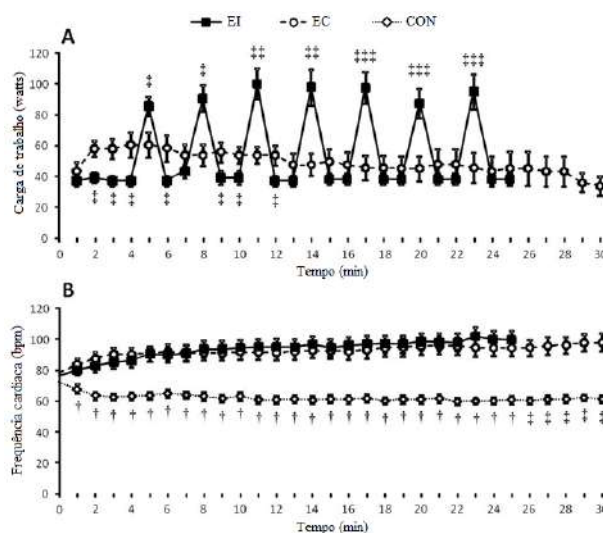 EI EC CON
A
Carga de trabalho (watts)
120
100
80
60
40
20
0
‡ ‡ ‡‡ ‡‡ ‡‡‡ ‡‡‡ ‡‡‡
‡ ‡ ‡ ‡ ‡ ‡ ‡
0 2 4 6 8 10 12 14 16 18 20 22 24 26 28 30
Tempo (min)
B
Frequência cardíaca (bpm)
120
100
80
60
40
20
0
† † † † † † † † † † † † † † † † † † † † † † † † † ‡ ‡ ‡ ‡ ‡
0 2 4 6 8 10 12 14 16 18 20 22 24 26 28 30
Tempo (min)